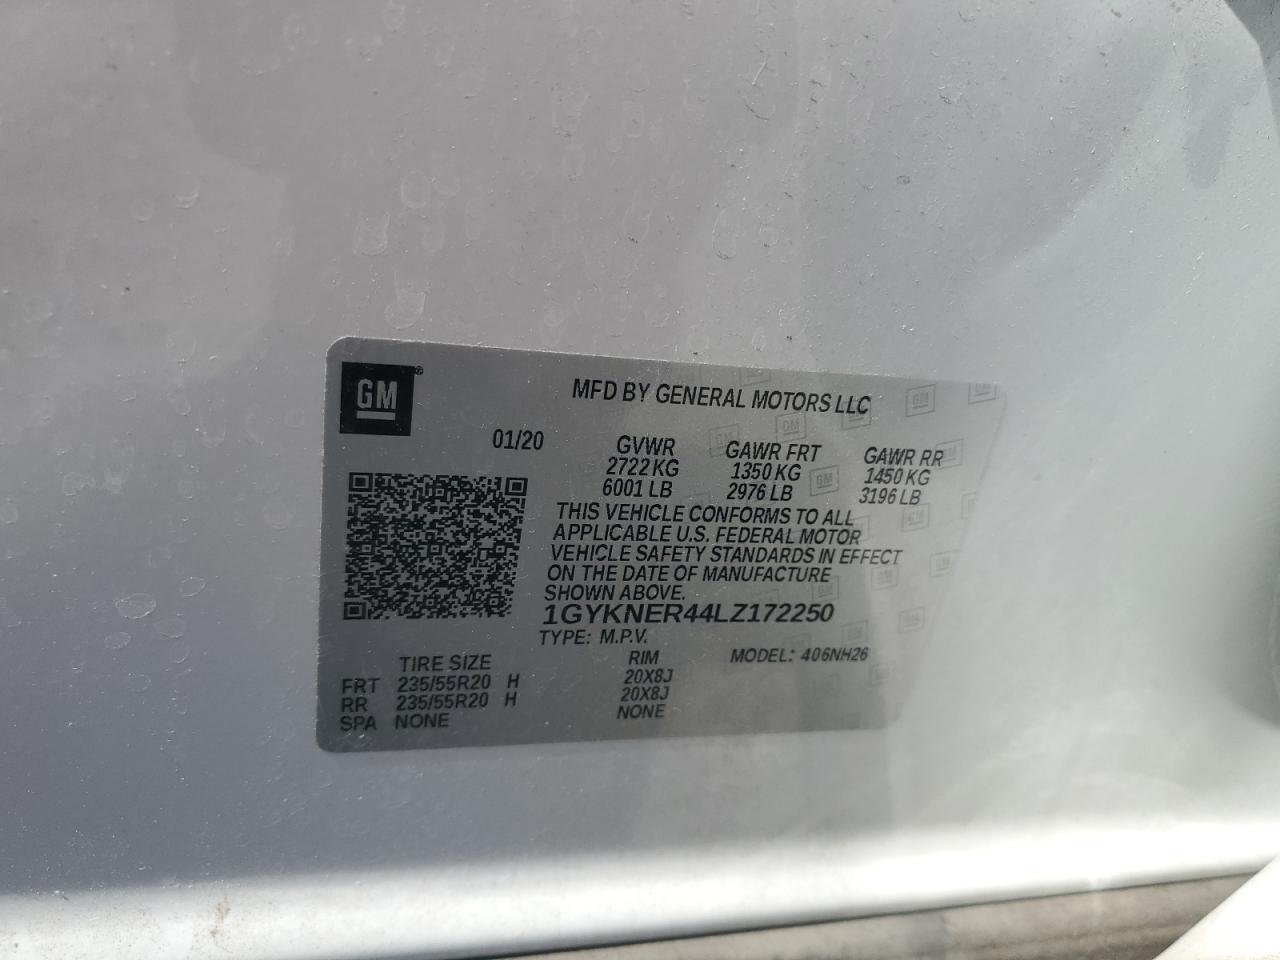 GM
MFD BY GENERAL MOTORS LLC
01/20 GVWR GAWR FRT GAWR RR
2722 KG 1350 KG 1450 KG
6001 LB 2976 LB 3196 LB
THIS VEHICLE CONFORMS TO ALL
APPLICABLE U.S. FEDERAL MOTOR
VEHICLE SAFETY STANDARDS IN EFFECT
ON THE DATE OF MANUFACTURE
SHOWN ABOVE.
1GYKNER44LZ172250
TYPE: M.P.V.
TIRE SIZE RIM MODEL: 406NH26
FRT 235/55R20 H 20X8J
RR 235/55R20 H 20X8J
SPA NONE NONE